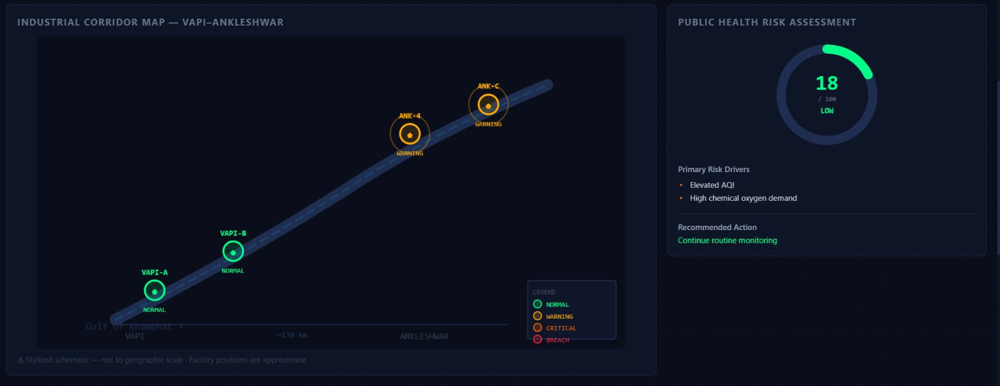 INDUSTRIAL CORRIDOR MAP — VAPI–ANKLESHWAR
ANK-C
WARNING
ANK-4
WARNING
VAPI-B
NORMAL
VAPI-A
NORMAL
Gulf of Khambhat →
VAPI
~130 km
ANKLESHWAR
LEGEND
NORMAL
WARNING
CRITICAL
BREACH
⚠ Stylized schematic — not to geographic scale · Factory positions are approximate
PUBLIC HEALTH RISK ASSESSMENT
18
/ 100
LOW
Primary Risk Drivers
▸ Elevated AQI
▸ High chemical oxygen demand
Recommended Action
Continue routine monitoring